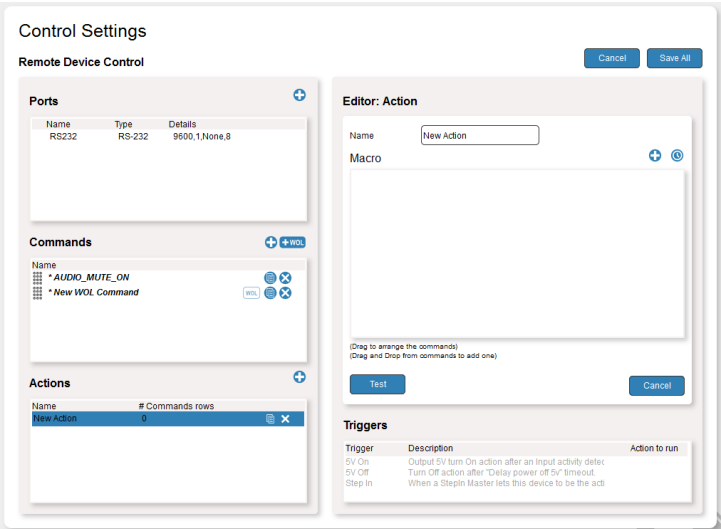 Control Settings
Remote Device Control
Cancel
Save All
Ports
Name Type Details
RS232 RS-232 9600,1,None,8
Commands
+WOL
Name
* AUDIO_MUTE_ON
* New WOL Command WOL
Actions
Name # Commands rows
New Action 0
Editor: Action
Name New Action
Macro
(Drag to arrange the commands)
(Drag and Drop from commands to add one)
Test
Cancel
Triggers
Trigger Description Action to run
5V On Output 5V turn On action after an Input activity detec
5V Off Turn Off action after "Delay power off 5v" timeout.
Step In When a StepIn Master lets this device to be the acti